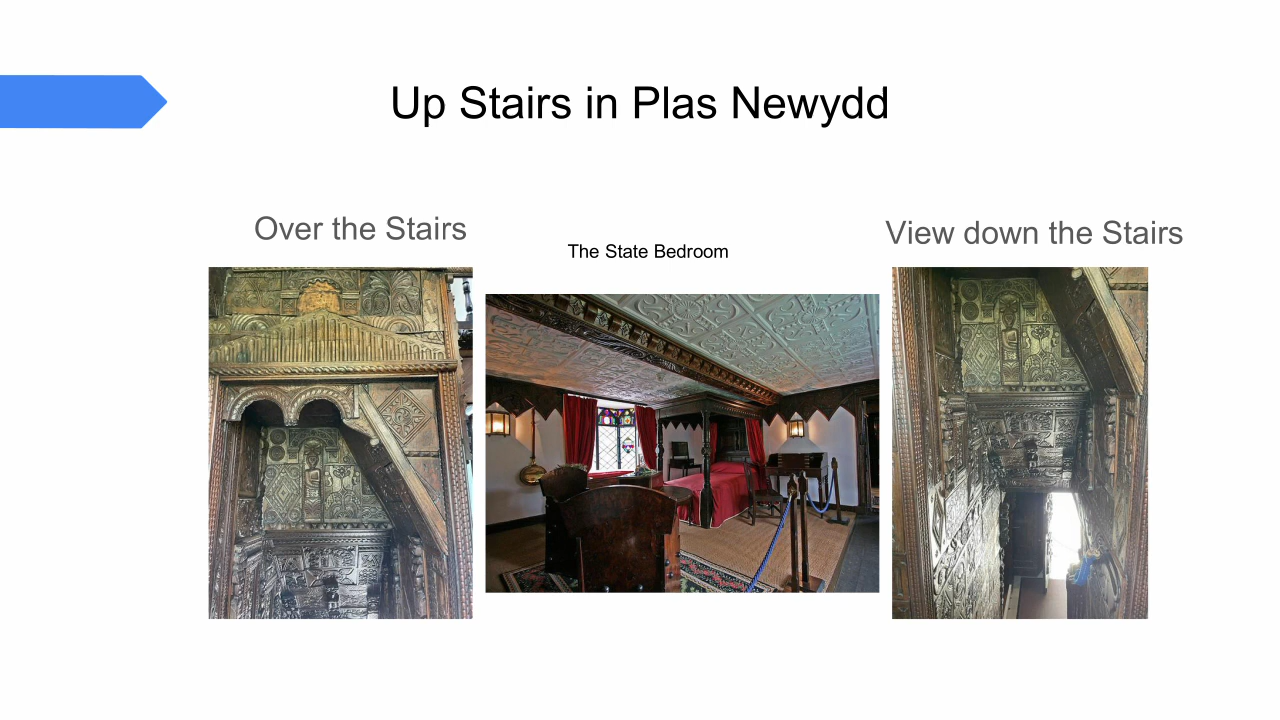 Up Stairs in Plas Newydd
Over the Stairs
The State Bedroom
View down the Stairs